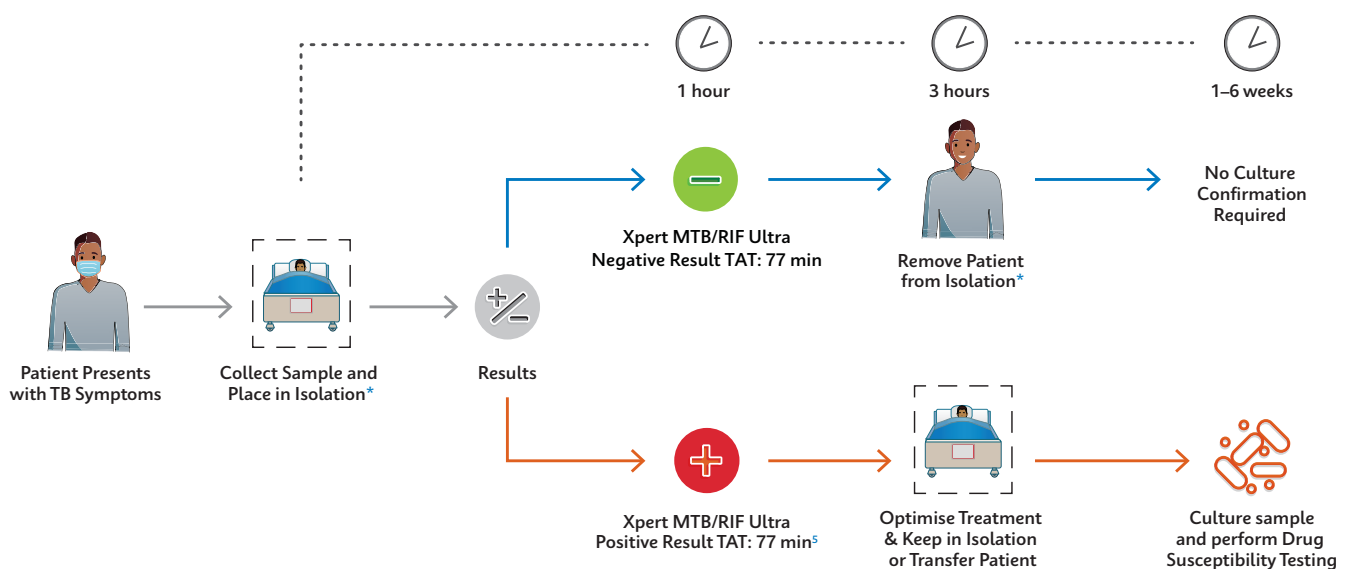 1 hour
3 hours
1–6 weeks
Xpert MTB/RIF Ultra
Negative Result TAT: 77 min
Remove Patient
from Isolation*
No Culture
Confirmation
Required
Patient Presents
with TB Symptoms
Collect Sample and
Place in Isolation*
Results
Xpert MTB/RIF Ultra
Positive Result TAT: 77 min⁵
Optimise Treatment
& Keep in Isolation
or Transfer Patient
Culture sample
and perform Drug
Susceptibility Testing